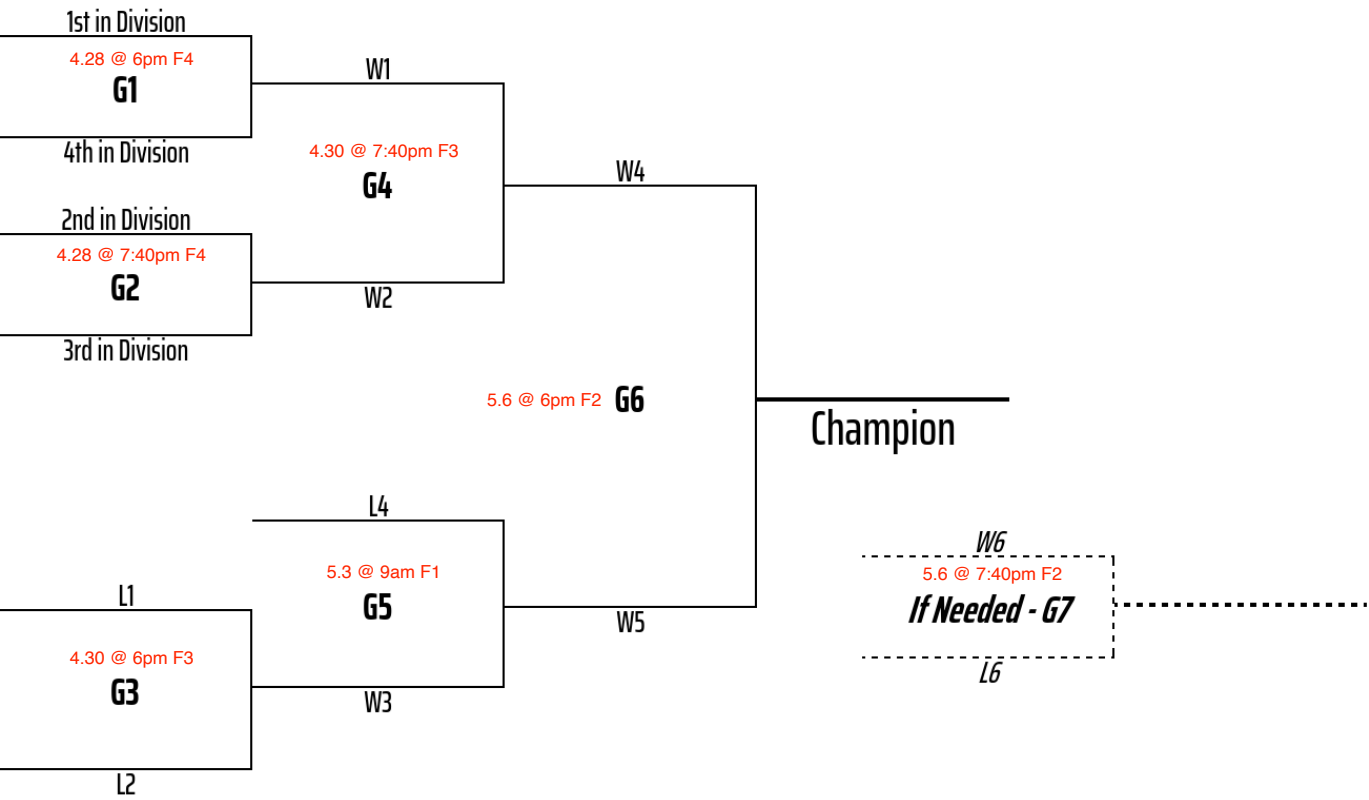 1st in Division
4.28 @ 6pm F4
G1
4th in Division
W1
4.30 @ 7:40pm F3
G4
W2
2nd in Division
4.28 @ 7:40pm F4
G2
3rd in Division
W4
5.6 @ 6pm F2 G6
Champion
L4
5.3 @ 9am F1
G5
W3
W5
L1
4.30 @ 6pm F3
G3
L2
W6
5.6 @ 7:40pm F2
If Needed - G7
L6